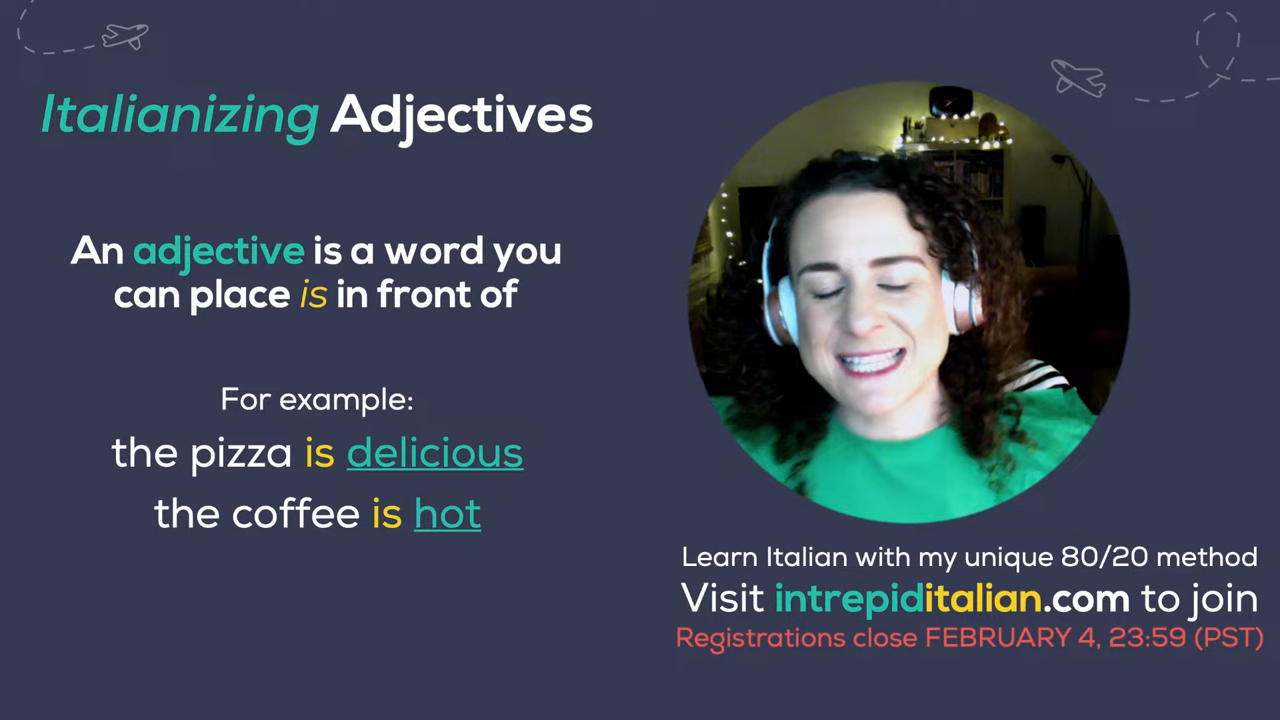 Italianizing Adjectives
An adjective is a word you
can place is in front of
For example:
the pizza is delicious
the coffee is hot
Learn Italian with my unique 80/20 method
Visit intrepiditalian.com to join
Registrations close FEBRUARY 4, 23:59 (PST)